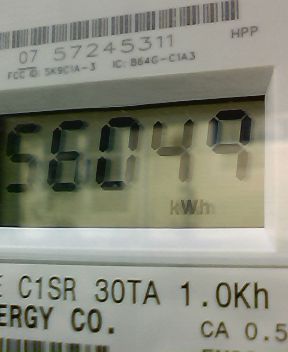 HPP
07 57245311
FCC ID: SK9C1A-3 IC: 864G-C1A3
56049
kWh
C1SR 30TA 1.0Kh
ERGY CO.
CA 0.5